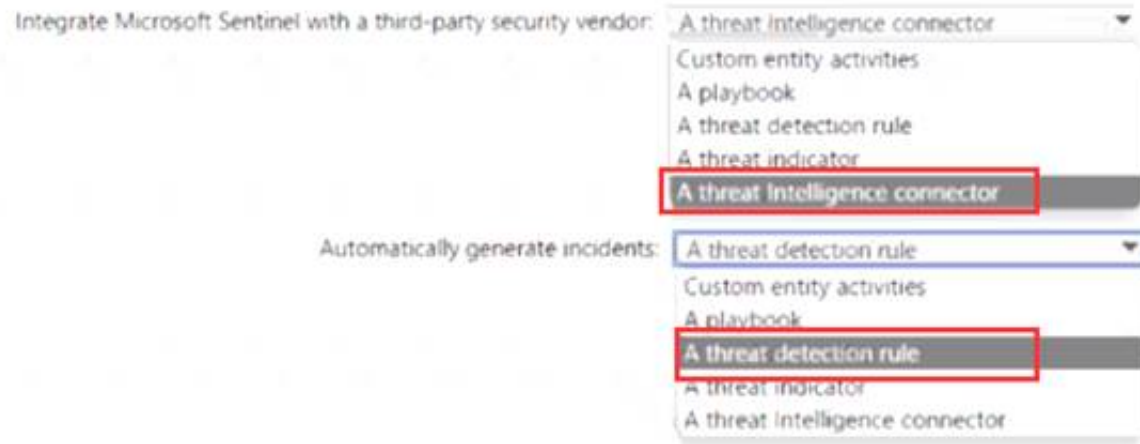 Integrate Microsoft Sentinel with a third-party security vendor: A threat Intelligence connector
Custom entity activities
A playbook
A threat detection rule
A threat indicator
A threat Intelligence connector
Automatically generate incidents: A threat detection rule
Custom entity activities
A playbook
A threat detection rule
A threat indicator
A threat Intelligence connector